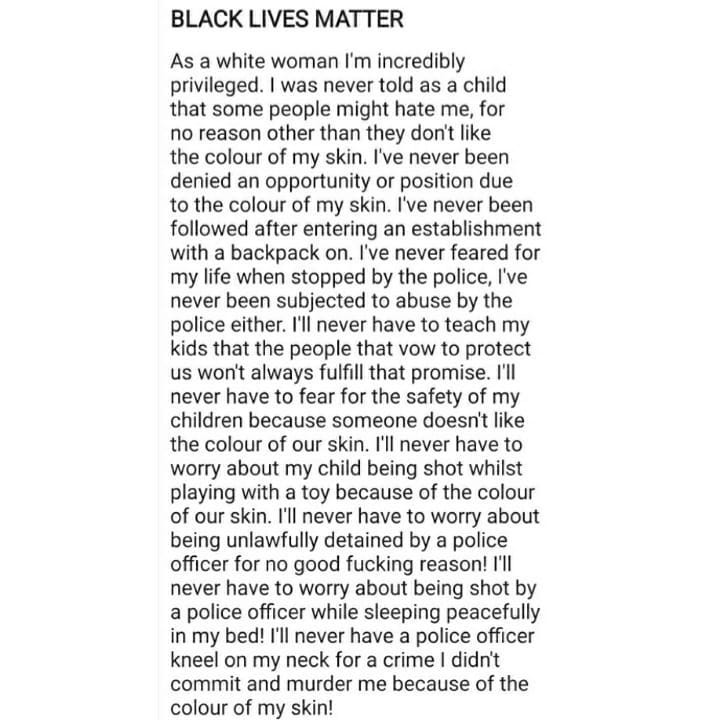 BLACK LIVES MATTER
As a white woman I'm incredibly
privileged. I was never told as a child
that some people might hate me, for
no reason other than they don't like
the colour of my skin. I've never been
denied an opportunity or position due
to the colour of my skin. I've never been
followed after entering an establishment
with a backpack on. I've never feared for
my life when stopped by the police, I've
never been subjected to abuse by the
police either. I'll never have to teach my
kids that the people that vow to protect
us won't always fulfill that promise. I'll
never have to fear for the safety of my
children because someone doesn't like
the colour of our skin. I'll never have to
worry about my child being shot whilst
playing with a toy because of the colour
of our skin. I'll never have to worry about
being unlawfully detained by a police
officer for no good fucking reason! I'll
never have to worry about being shot by
a police officer while sleeping peacefully
in my bed! I'll never have a police officer
kneel on my neck for a crime I didn't
commit and murder me because of the
colour of my skin!